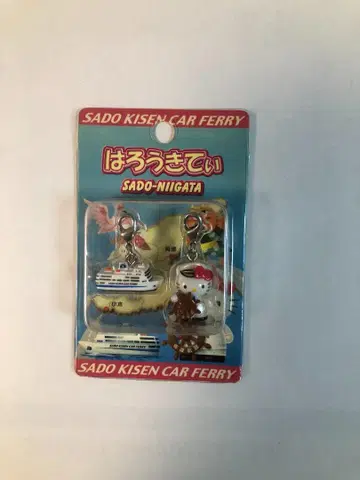 SADO KISEN CAR FERRY
はろうきてぃ
SADO-NIIGATA
SADO KISEN CAR FERRY